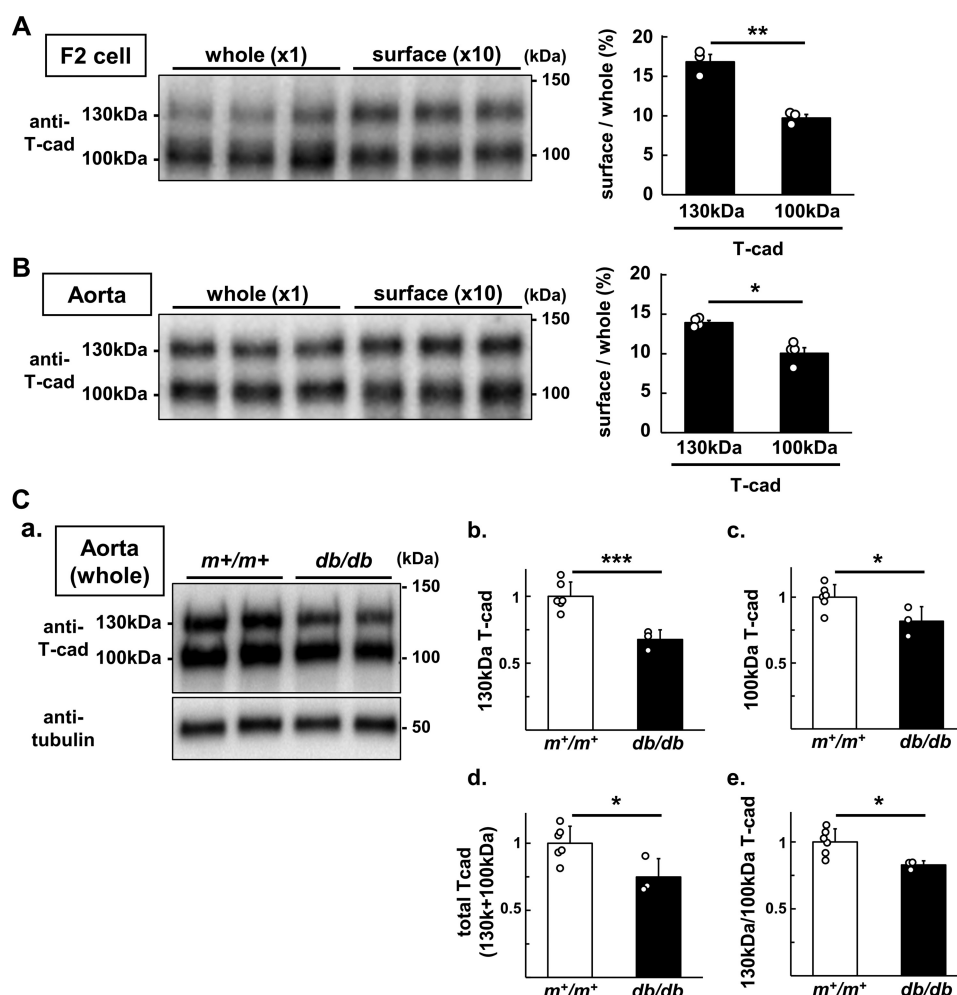 A
F2 cell
whole (x1) surface (x10) (kDa)
150
anti-
T-cad
130kDa
100kDa
100
surface / whole (%)
20
15
10
5
0
**
130kDa 100kDa
T-cad
B
Aorta
whole (x1) surface (x10) (kDa)
150
anti-
T-cad
130kDa
100kDa
100
surface / whole (%)
20
15
10
5
0
*
130kDa 100kDa
T-cad
C
a.
Aorta
(whole)
m+/m+ db/db (kDa)
150
anti-
T-cad
130kDa
100kDa
100
anti-
tubulin
50
b.
130kDa T-cad
1
0.5
***
m+/m+ db/db
c.
100kDa T-cad
1
0.5
*
m+/m+ db/db
d.
total Tcad
(130k+100kDa)
1
0.5
*
m+/m+ db/db
e.
130kDa/100kDa T-cad
1
0.5
*
m+/m+ db/db